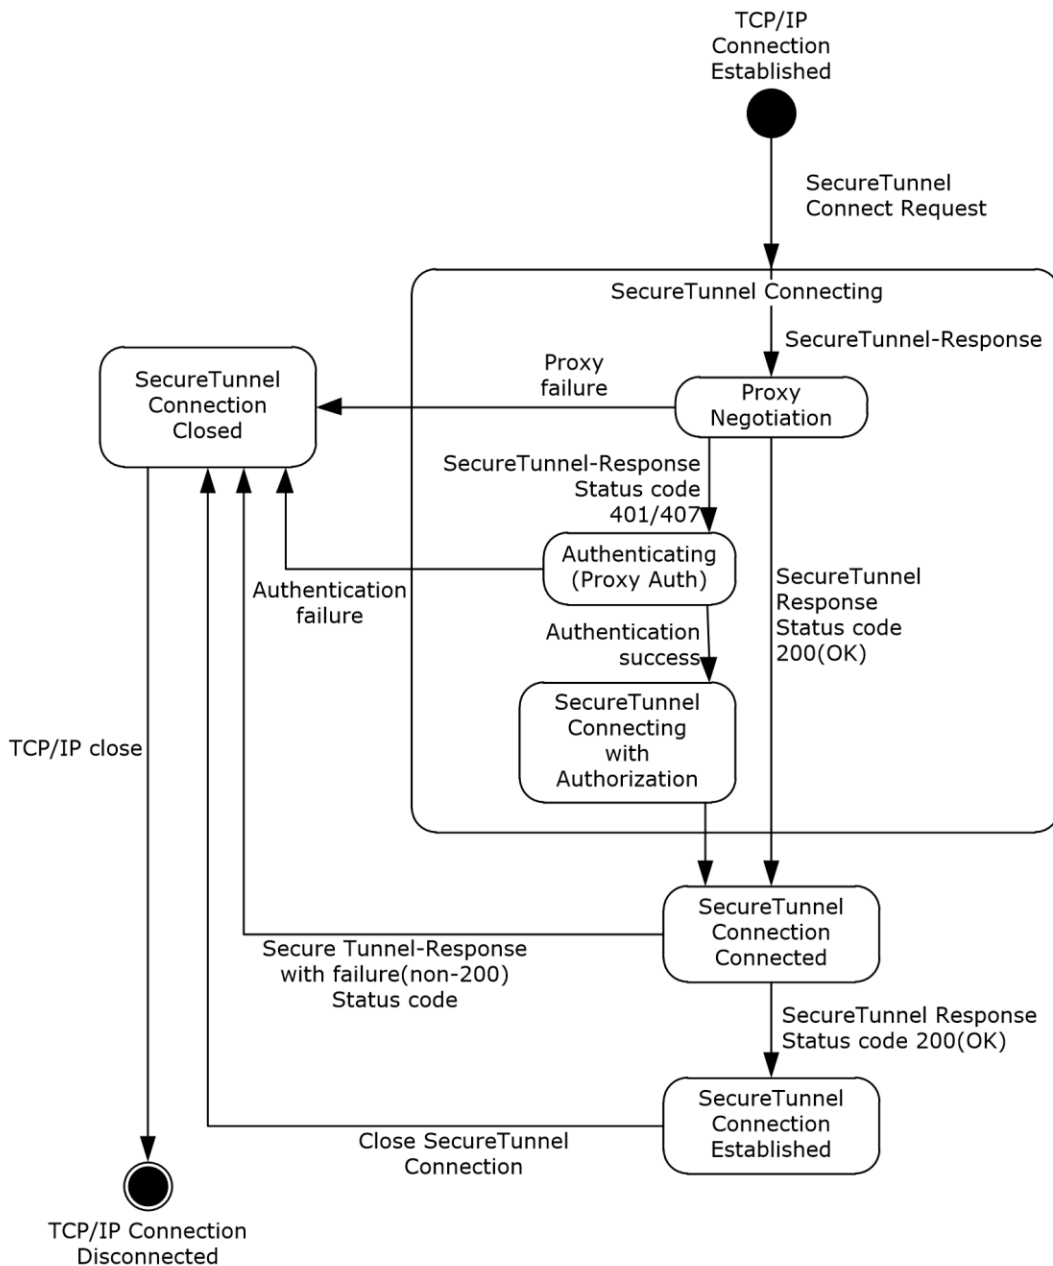 TCP/IP
Connection
Established
SecureTunnel
Connect Request
SecureTunnel Connecting
SecureTunnel-Response
Proxy
failure
SecureTunnel
Connection
Closed
Proxy
Negotiation
SecureTunnel-Response
Status code
401/407
Authenticating
(Proxy Auth)
SecureTunnel
Response
Status code
200(OK)
Authentication
failure
Authentication
success
SecureTunnel
Connecting
with
Authorization
TCP/IP close
SecureTunnel
Connection
Connected
Secure Tunnel-Response
with failure(non-200)
Status code
SecureTunnel Response
Status code 200(OK)
SecureTunnel
Connection
Established
Close SecureTunnel
Connection
TCP/IP Connection
Disconnected